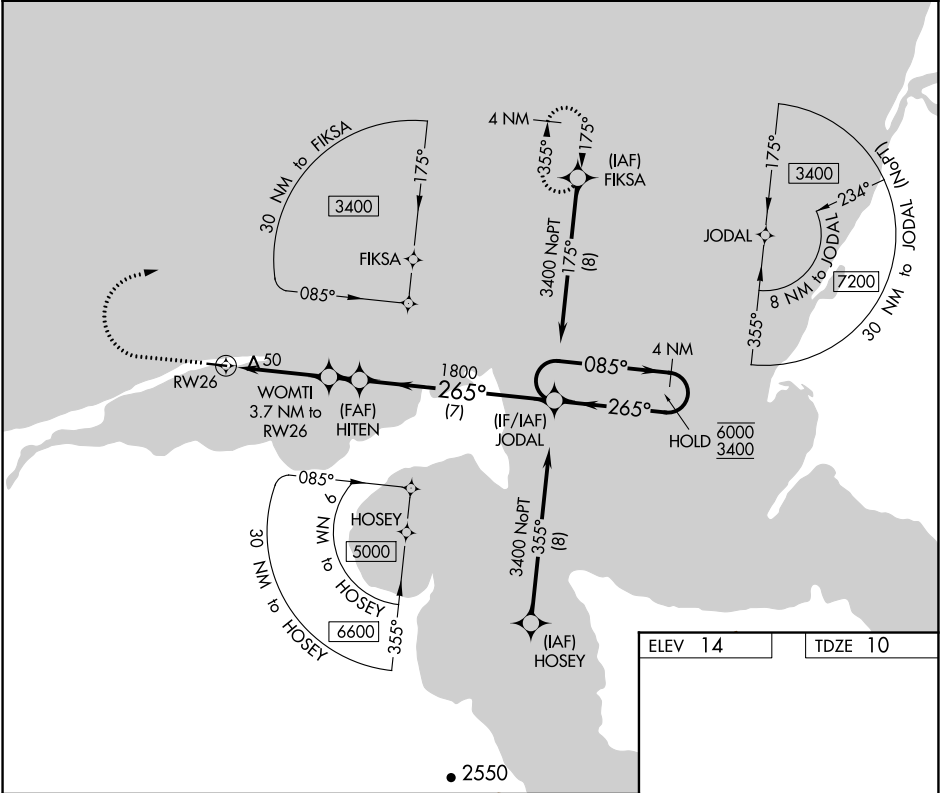 4 NM
355°
175°
(IAF)
FIKSA
30 NM to FIKSA
175°
3400
FIKSA
085°
3400 NoPT
175°
(8)
175°
3400
234°
JODAL
8 NM to JODAL
7200
355°
30 NM to JODAL (NoPT)
50
RW26
WOMTI
3.7 NM to
RW26
(FAF)
HITEN
1800
265°
(7)
(IF/IAF)
JODAL
085°
4 NM
265°
HOLD
6000
3400
085°
9 NM to HOSEY
HOSEY
5000
30 NM to HOSEY
6600
355°
3400 NoPT
355°
(8)
(IAF)
HOSEY
ELEV 14
TDZE 10
2550